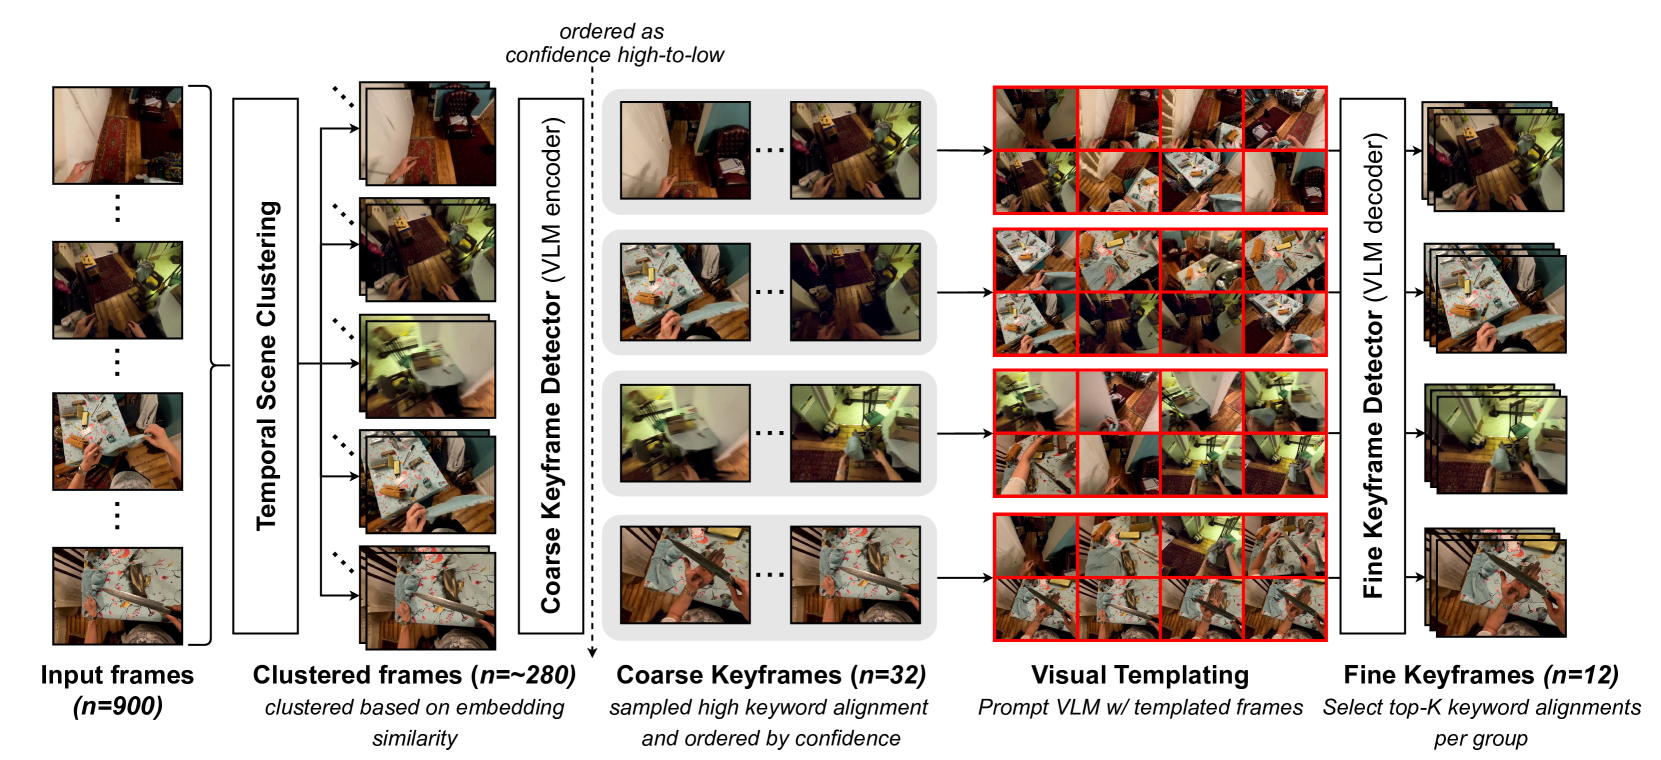 ordered as
confidence high-to-low
Temporal Scene Clustering
Coarse Keyframe Detector (VLM encoder)
Fine Keyframe Detector (VLM decoder)
Input frames
(n=900)
Clustered frames (n=~280)
clustered based on embedding
similarity
Coarse Keyframes (n=32)
sampled high keyword alignment
and ordered by confidence
Visual Templating
Prompt VLM w/ templated frames
Fine Keyframes (n=12)
Select top-K keyword alignments
per group